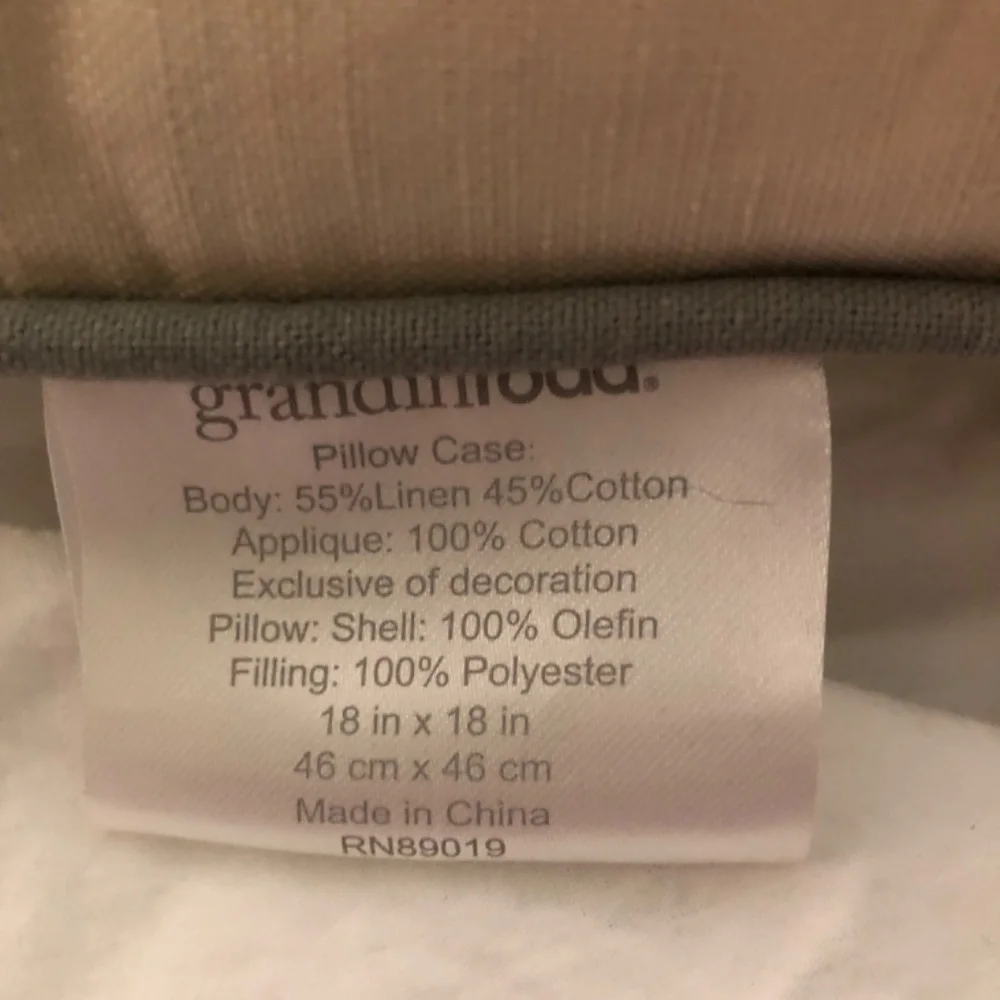 grandinroad®
Pillow Case:
Body: 55%Linen 45%Cotton
Applique: 100% Cotton
Exclusive of decoration
Pillow: Shell: 100% Olefin
Filling: 100% Polyester
18 in x 18 in
46 cm x 46 cm
Made in China
RN89019